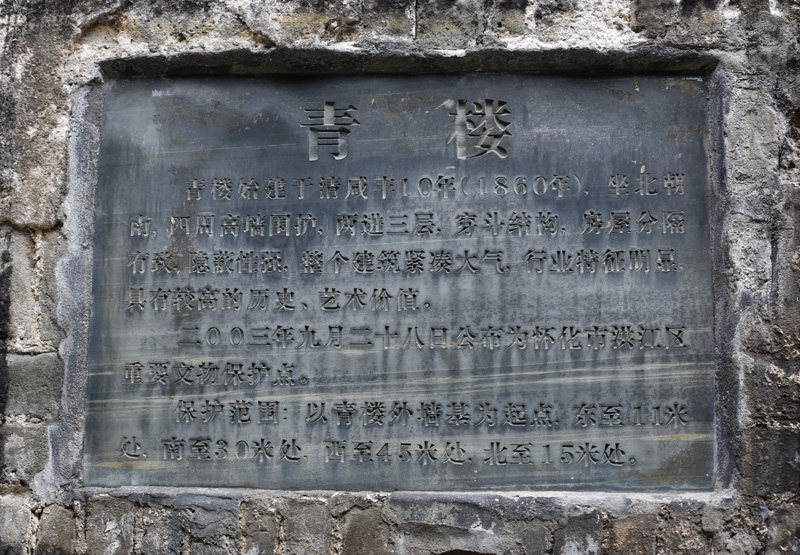 青楼
青楼始建于清咸丰10年(1860年),坐北朝
南,四周高墙围护,两进三层,穿斗结构,房屋分隔
有致,隐蔽性强,整个建筑紧凑大气,行业特征明显,
具有较高的历史、艺术价值。
二00三年九月二十八日公布为怀化市洪江区
重要文物保护点。
保护范围:以青楼外墙基为起点,东至11米
处,南至30米处,西至45米处,北至15米处。